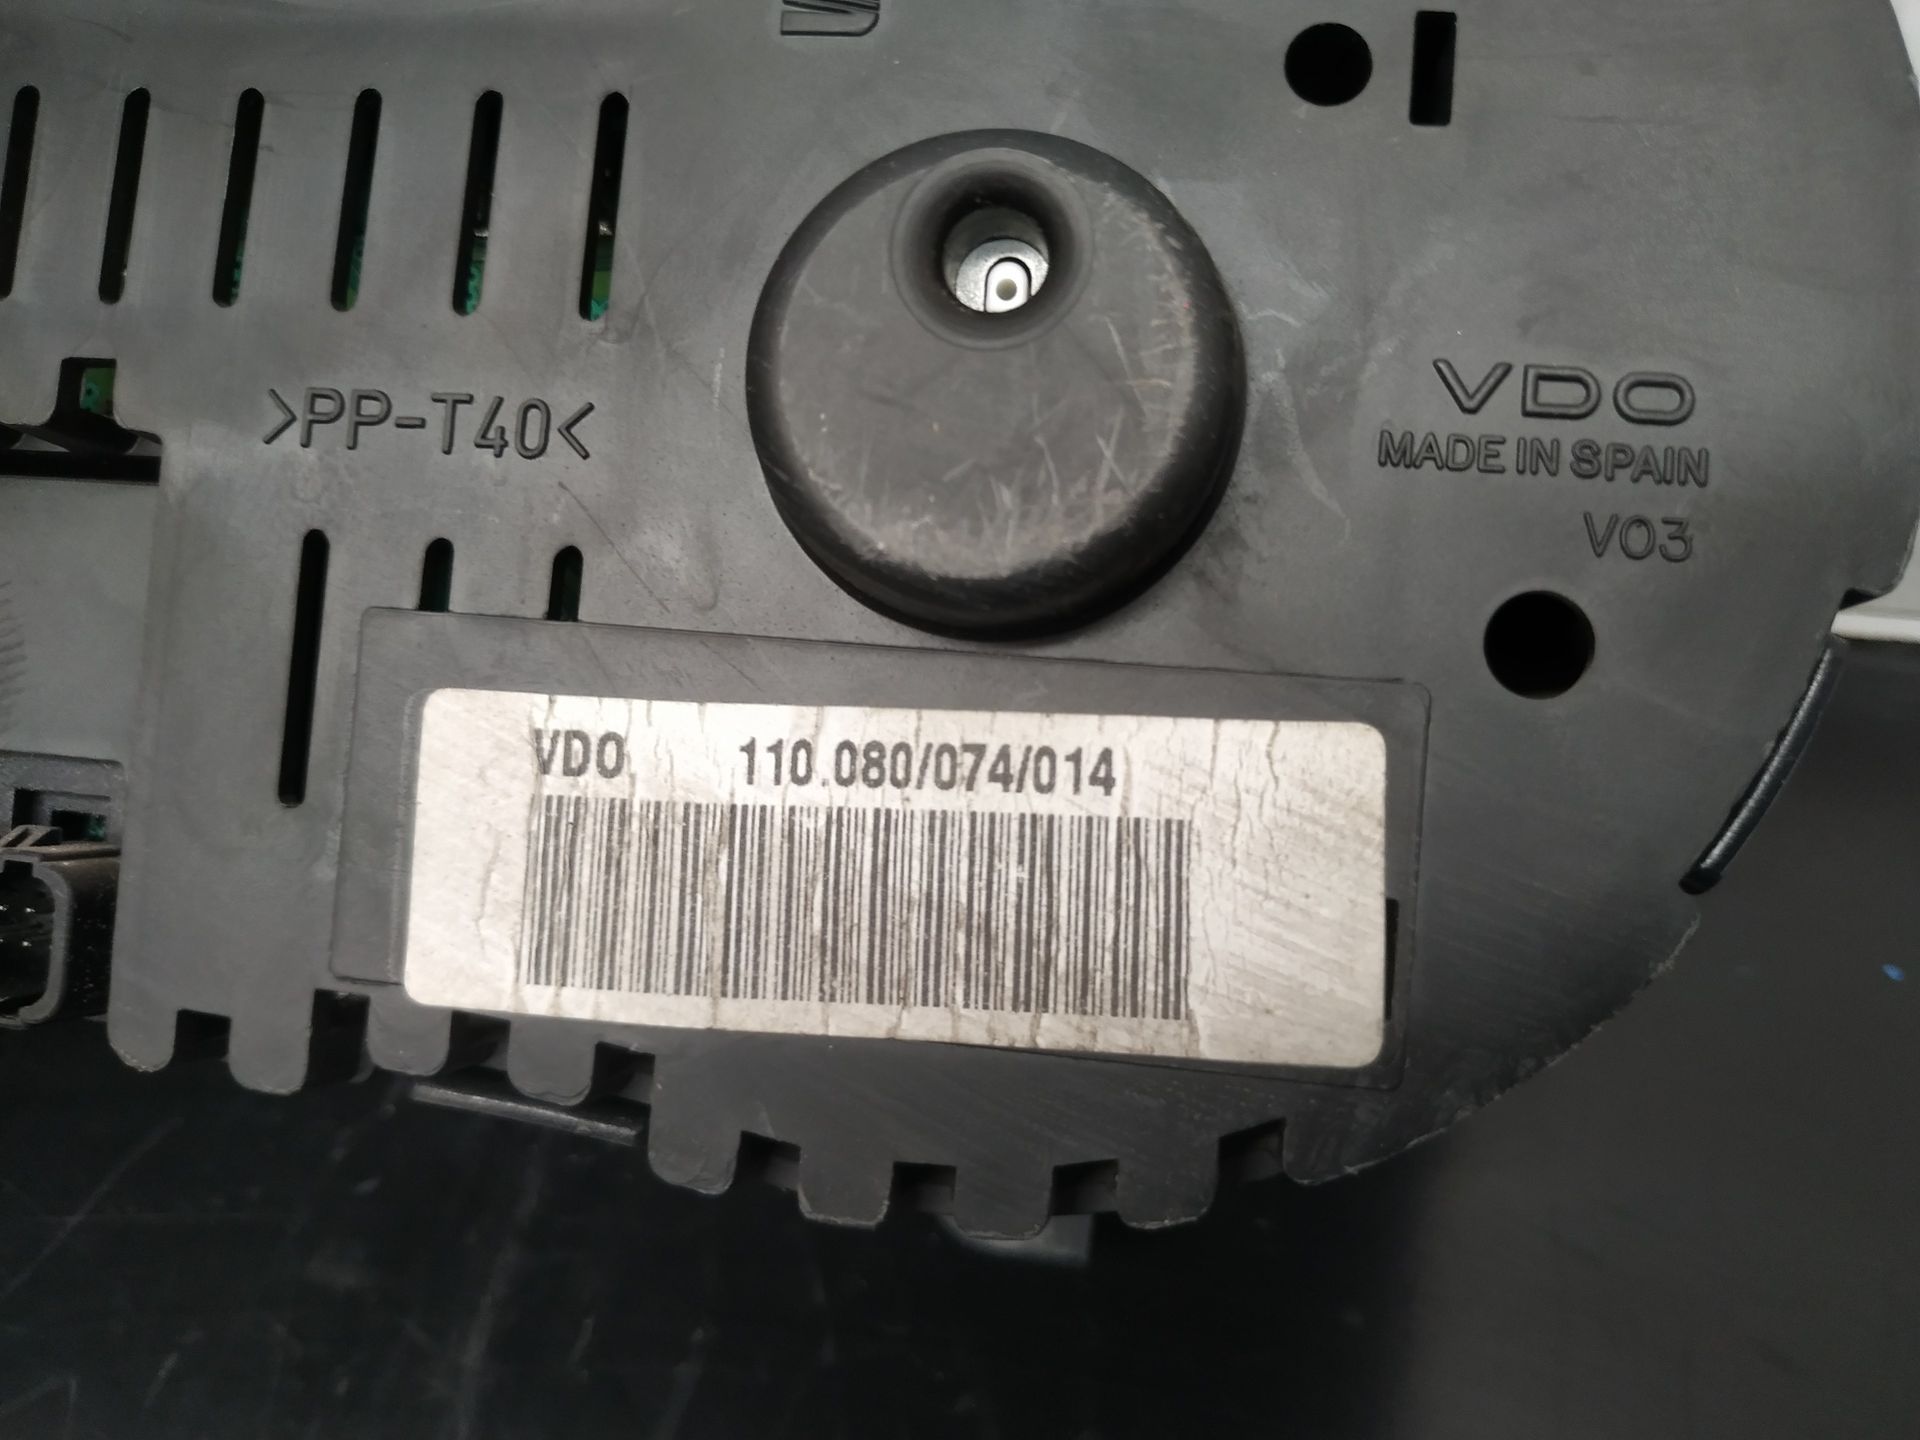 >PP-T40<
VDO
MADE IN SPAIN
V03
VDO 110.080/074/014